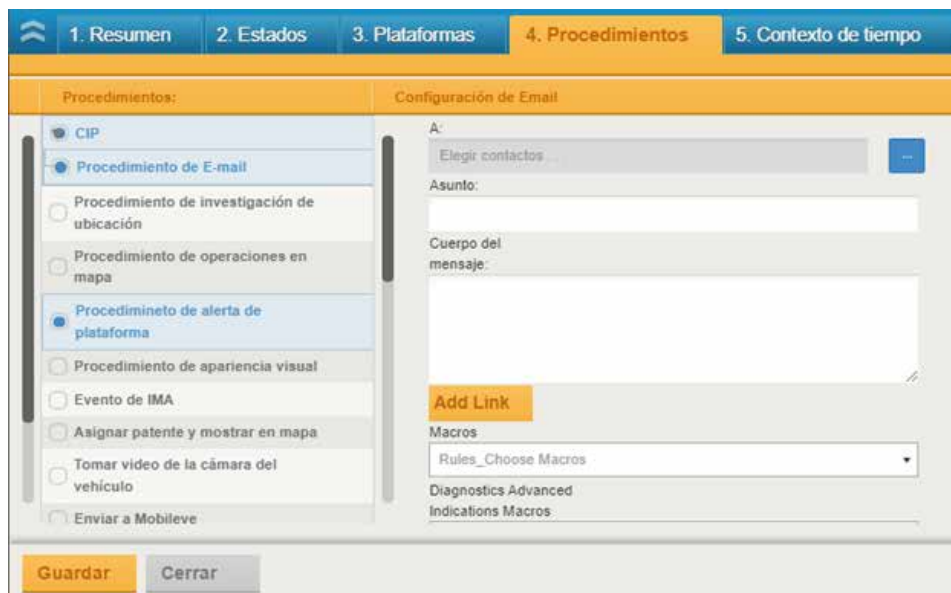 1. Resumen
2. Estados
3. Plataformas
4. Procedimientos
5. Contexto de tiempo
Procedimientos:
Configuración de Email
CIP
Procedimiento de E-mail
Procedimiento de investigación de
ubicación
Procedimiento de operaciones en
mapa
Procedimineto de alerta de
plataforma
Procedimiento de apariencia visual
Evento de IMA
Asignar patente y mostrar en mapa
Tomar video de la cámara del
vehículo
Enviar a Mobileve
A:
Elegir contactos ...
...
Asunto:
Cuerpo del
mensaje:
Add Link
Macros
Rules_Choose Macros
Diagnostics Advanced
Indications Macros
Guardar
Cerrar